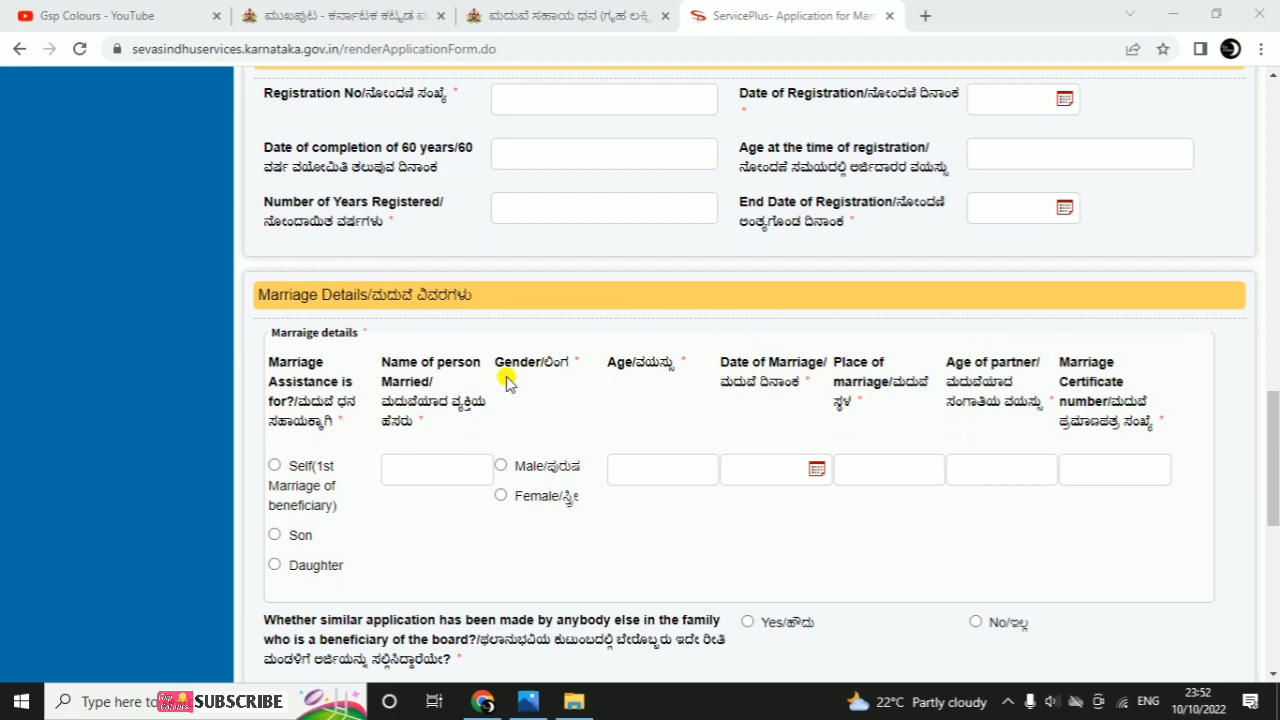 Gsp Colours - YouTube
ಮುಖಪುಟ - ಕರ್ನಾಟಕ ಕಟ್ಟಡ ಮ
ಮದುವೆ ಸಹಾಯ ಧನ (ಗೃಹ ಲಕ್ಷ್ಮಿ
ServicePlus- Application for Marr
sevasindhuservices.karnataka.gov.in/renderApplicationForm.do
Registration No/ನೋಂದಣಿ ಸಂಖ್ಯೆ *
Date of Registration/ನೋಂದಣಿ ದಿನಾಂಕ
*
Date of completion of 60 years/60
ವರ್ಷ ವಯೋಮಿತಿ ತಲುಪುವ ದಿನಾಂಕ
Age at the time of registration/
ನೋಂದಣಿ ಸಮಯದಲ್ಲಿ ಅರ್ಜಿದಾರರ ವಯಸ್ಸು
Number of Years Registered/
ನೋಂದಾಯಿತ ವರ್ಷಗಳು *
End Date of Registration/ನೋಂದಣಿ
ಅಂತ್ಯಗೊಂಡ ದಿನಾಂಕ *
Marriage Details/ಮದುವೆ ವಿವರಗಳು
Marraige details *
Marriage
Assistance is
for?/ಮದುವೆ ಧನ
ಸಹಾಯಕ್ಕಾಗಿ *
Name of person
Married/
ಮದುವೆಯಾದ ವ್ಯಕ್ತಿಯ
ಹೆಸರು *
Gender/ಲಿಂಗ *
Age/ವಯಸ್ಸು *
Date of Marriage/
ಮದುವೆ ದಿನಾಂಕ *
Place of
marriage/ಮದುವೆ
ಸ್ಥಳ *
Age of partner/
ಮದುವೆಯಾದ
ಸಂಗಾತಿಯ ವಯಸ್ಸು *
Marriage
Certificate
number/ಮದುವೆ
ಪ್ರಮಾಣಪತ್ರ ಸಂಖ್ಯೆ *
Self(1st
Marriage of
beneficiary)
Son
Daughter
Male/ಪುರುಷ
Female/ಸ್ತ್ರೀ
Whether similar application has been made by anybody else in the family
who is a beneficiary of the board?/ಫಲಾನುಭವಿಯ ಕುಟುಂಬದಲ್ಲಿ ಬೇರೊಬ್ಬರು ಇದೇ ರೀತಿ
ಮಂಡಳಿಗೆ ಅರ್ಜಿಯನ್ನು ಸಲ್ಲಿಸಿದ್ದಾರೆಯೇ? *
Yes/ಹೌದು
No/ಇಲ್ಲ
Type here to
SUBSCRIBE
22°C Partly cloudy
ENG
23:52
10/10/2022